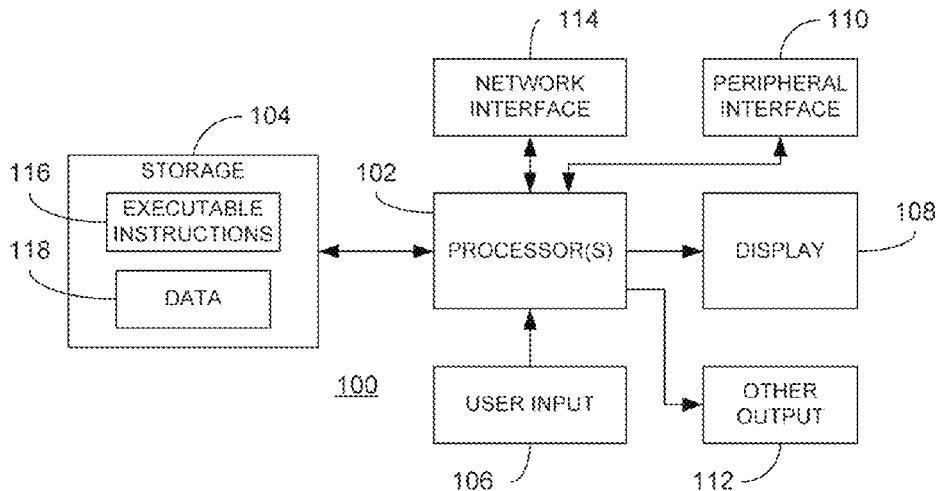 114
110
NETWORK
INTERFACE
PERIPHERAL
INTERFACE
104
STORAGE
116
EXECUTABLE
INSTRUCTIONS
102
118
DATA
PROCESSOR(S)
DISPLAY
108
100
USER INPUT
OTHER
OUTPUT
106
112